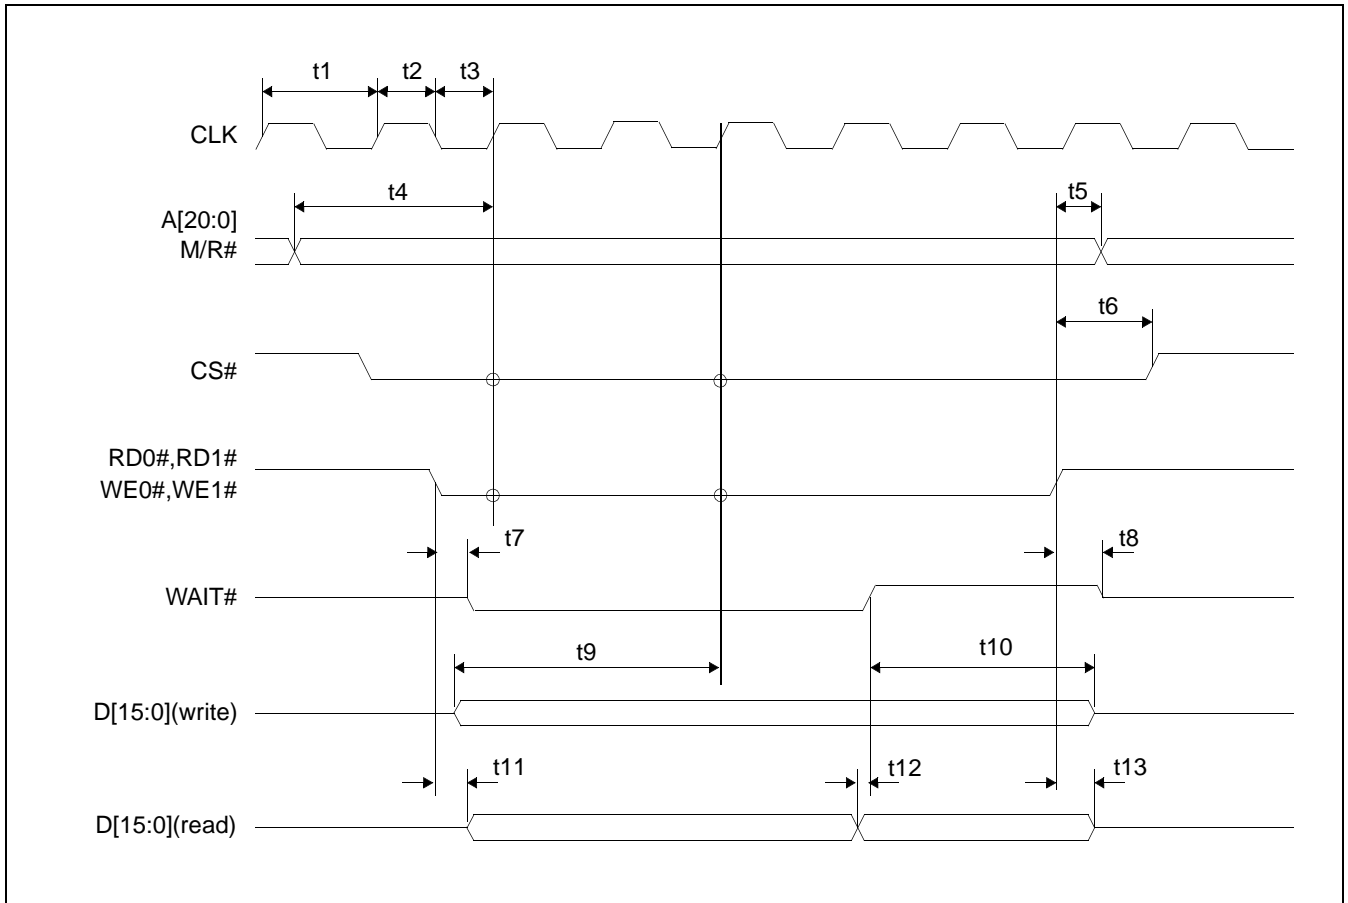 t1 t2 t3
CLK
t4 t5
A[20:0]
M/R#
t6
CS#
RD0#,RD1#
WE0#,WE1#
t7 t8
WAIT#
t9 t10
D[15:0](write)
t11 t12 t13
D[15:0](read)